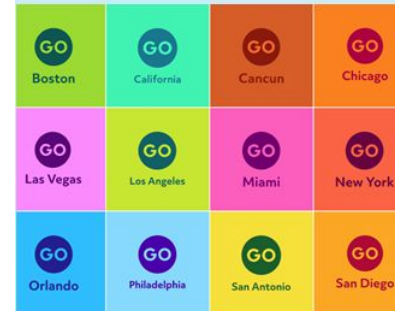 GO GO GO GO
Boston California Cancun Chicago
GO GO GO GO
Las Vegas Los Angeles Miami New York
GO GO GO GO
Orlando Philadelphia San Antonio San Diego